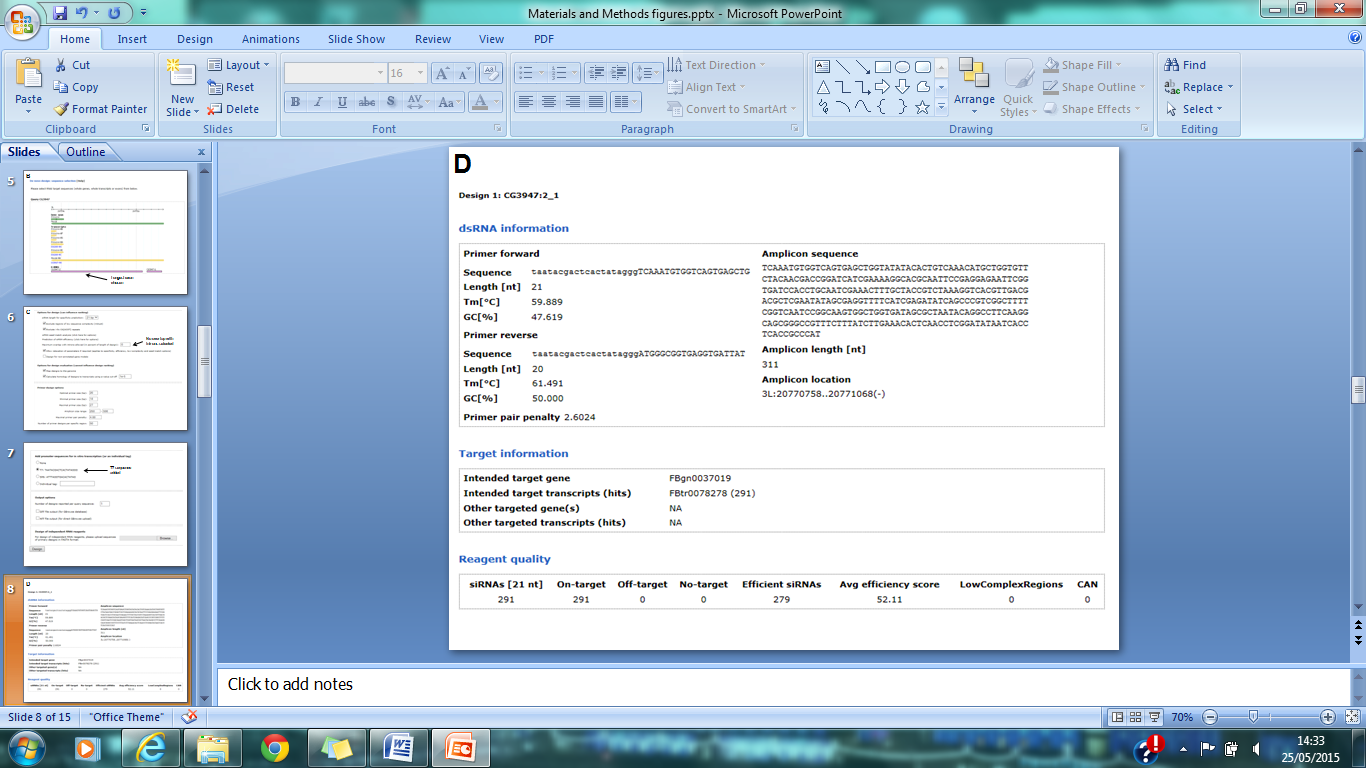 Materials and Methods figures.pptx - Microsoft PowerPoint
Home Insert Design Animations Slide Show Review View PDF
Paste
Cut
Copy
Format Painter
Clipboard
New Slide
Layout
Reset
Delete
Slides
16
B I U abc S AV Aa A
Font
Paragraph
Text Direction
Align Text
Convert to SmartArt
Arrange
Quick Styles
Shape Fill
Shape Outline
Shape Effects
Drawing
Find
Replace
Select
Editing
Slides Outline x
5
6
7
8
D
Design 1: CG3947:2_1
dsRNA information
Primer forward
Sequence taatacgactcactatagggTCAAATGTGGTCAGTGAGCTG
Length [nt] 21
Tm[°C] 59.889
GC[%] 47.619
Primer reverse
Sequence taatacgactcactatagggATGGGCGGTGAGGTGATTAT
Length [nt] 20
Tm[°C] 61.491
GC[%] 50.000
Primer pair penalty 2.6024
Amplicon sequence
TCAAATGTGGTCAGTGAGCTGGTATATACACTGTCAAACATGCTGGTGTT
CTACAACGACCGGATCATCGAAAAGGCACGCAATTCCGAGGAGAATTCGG
TGATCCACCTGCAATCGAAACTTTGCTACCGTCTAAAGGTCACGTTGACG
ACGCTCGAATATAGCGAGGTTTTCATCGAGATATCAGCCCGTCGGCTTTT
CGGTCAATCCGGCAAGTGGCTGGTGATAGCGCTAATACAGGCCTTCAAGG
CAGCGGGCCGTTTCTTTACCTTGAAACACTCAACCTCGGATATAATCACC
TGACCGCCCAT
Amplicon length [nt]
311
Amplicon location
3L:20770758..20771068(-)
Target information
Intended target gene FBgn0037019
Intended target transcripts (hits) FBtr0078278 (291)
Other targeted gene(s) NA
Other targeted transcripts (hits) NA
Reagent quality
siRNAs [21 nt] On-target Off-target No-target Efficient siRNAs Avg efficiency score LowComplexRegions CAN
291 291 0 0 279 52.11 0 0
Click to add notes
Slide 8 of 15 "Office Theme" 70%
14:33
25/05/2015